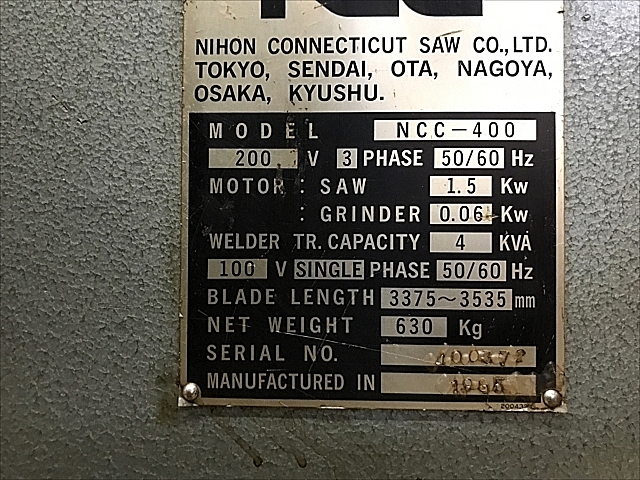 NIHON CONNECTICUT SAW CO.,LTD.
TOKYO, SENDAI, OTA, NAGOYA,
OSAKA, KYUSHU.
MODEL NCC-400
200 V 3 PHASE 50/60 Hz
MOTOR : SAW 1.5 Kw
: GRINDER 0.06 Kw
WELDER TR. CAPACITY 4 KVA
100 V SINGLE PHASE 50/60 Hz
BLADE LENGTH 3375~3535 mm
NET WEIGHT 630 Kg
SERIAL NO.
MANUFACTURED IN